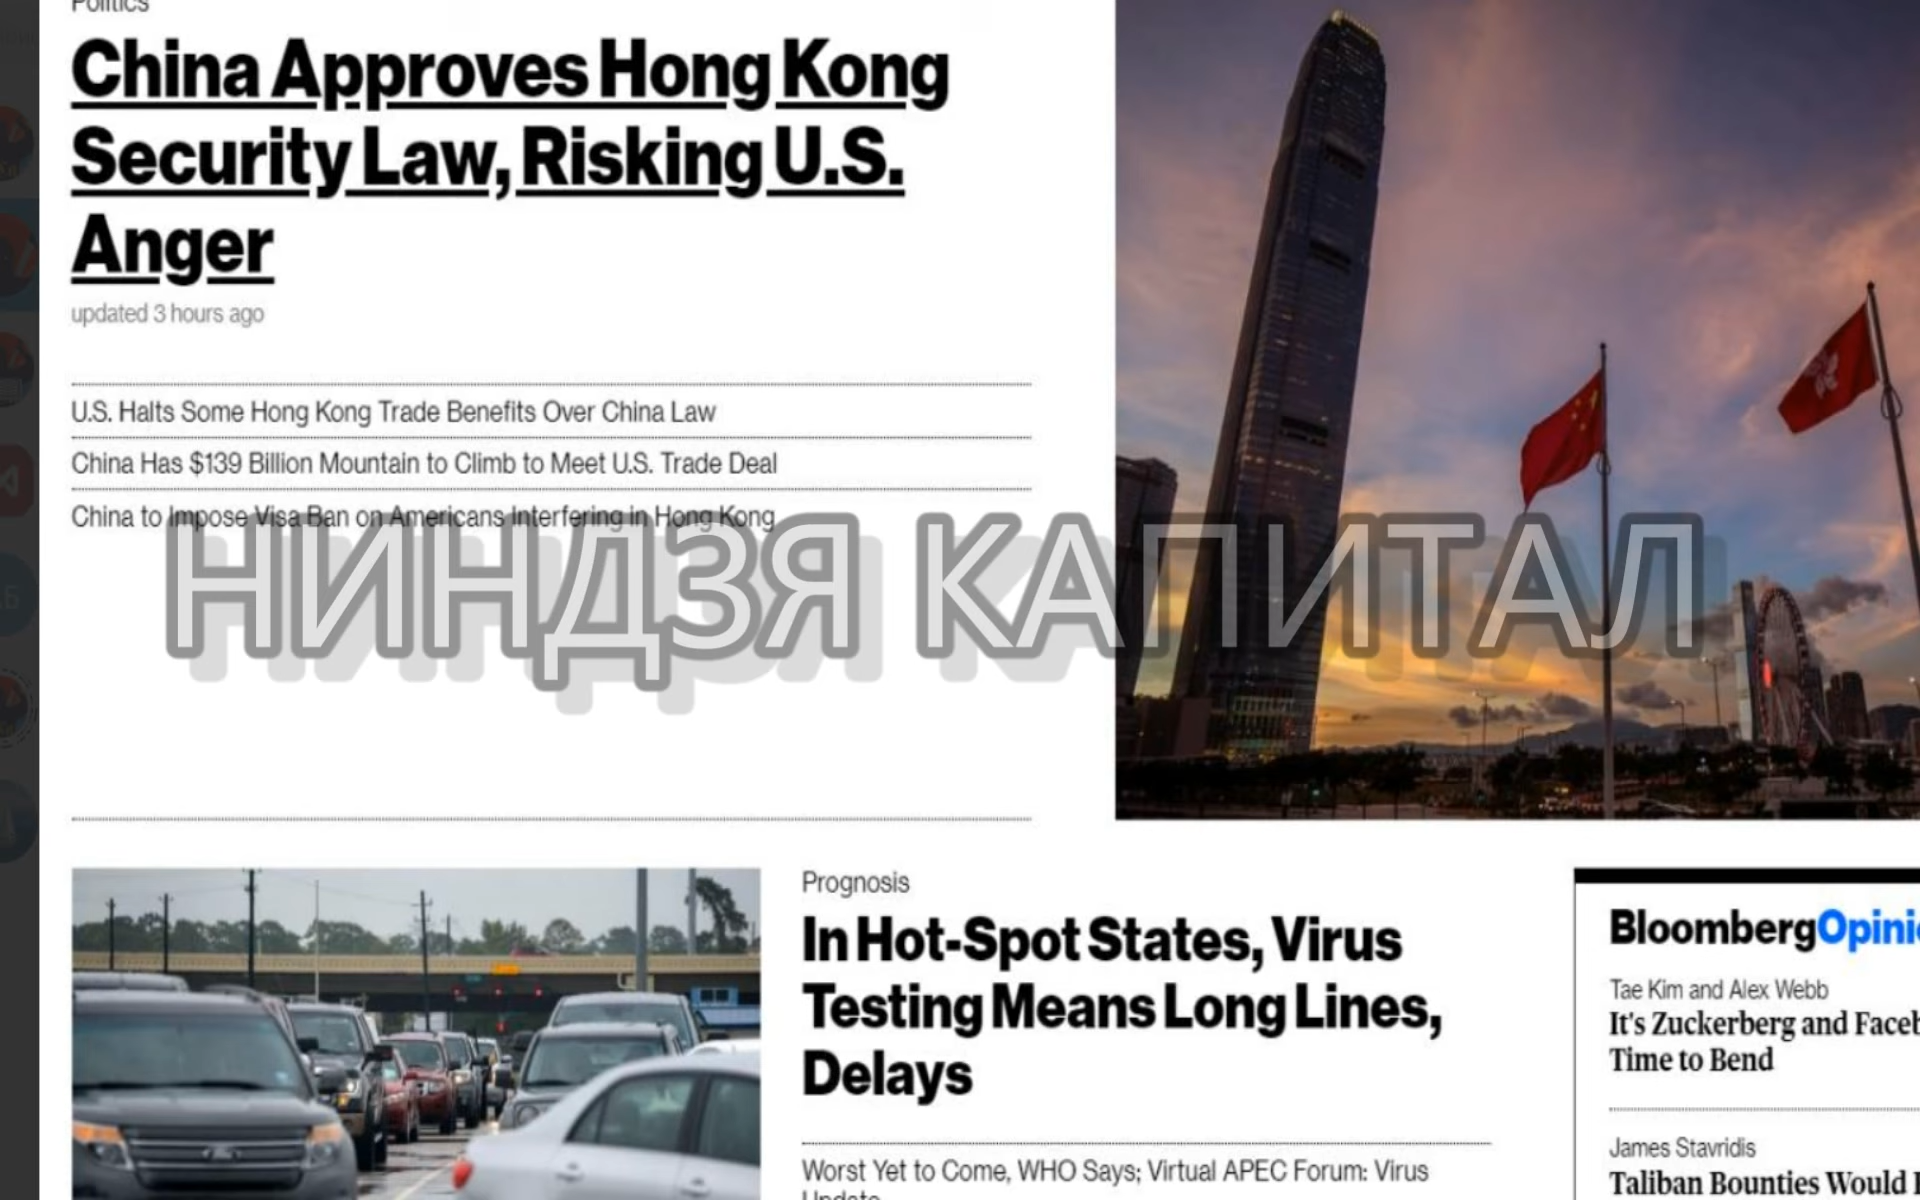 Politics
China Approves Hong Kong
Security Law, Risking U.S.
Anger
updated 3 hours ago
U.S. Halts Some Hong Kong Trade Benefits Over China Law
China Has $139 Billion Mountain to Climb to Meet U.S. Trade Deal
China to Impose Visa Ban on Americans Interfering in Hong Kong
НИНДЗЯ КАПИТАЛ
Prognosis
In Hot-Spot States, Virus
Testing Means Long Lines,
Delays
Worst Yet to Come, WHO Says; Virtual APEC Forum: Virus
Update
BloombergOpinio
Tae Kim and Alex Webb
It's Zuckerberg and Faceb
Time to Bend
James Stavridis
Taliban Bounties Would